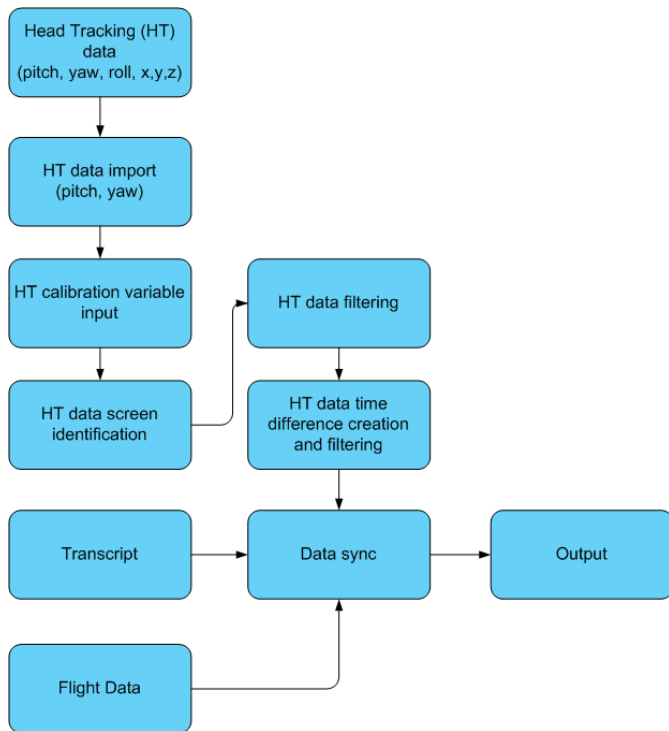 Head Tracking (HT)
data
(pitch, yaw, roll, x,y,z)
HT data import
(pitch, yaw)
HT calibration variable
input
HT data screen
identification
HT data filtering
HT data time
difference creation
and filtering
Transcript
Data sync
Output
Flight Data